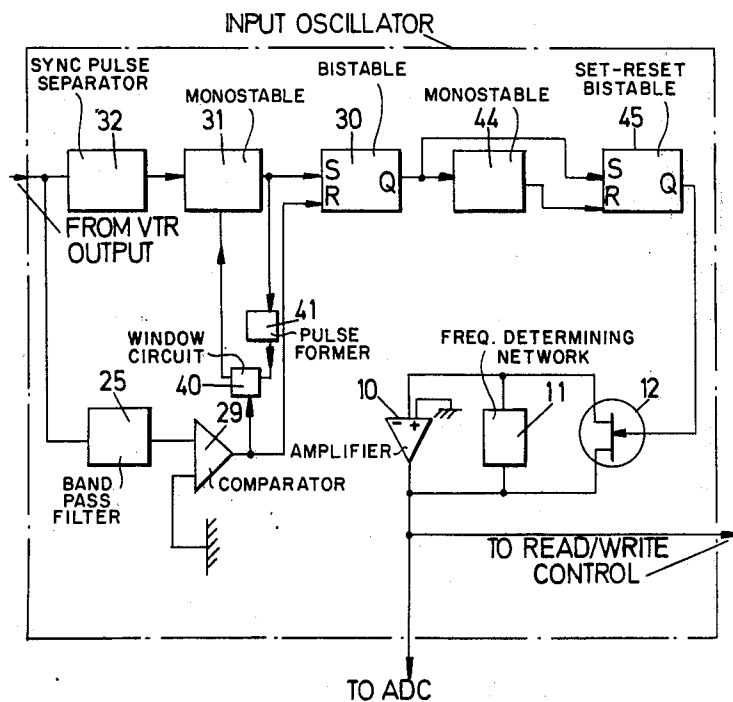 INPUT OSCILLATOR
SYNC PULSE
SEPARATOR
32
MONOSTABLE
31
BISTABLE
30
S
R
Q
MONOSTABLE
44
SET-RESET
BISTABLE
45
S
R
Q
FROM VTR
OUTPUT
41
PULSE
FORMER
WINDOW
CIRCUIT
40
25
BAND
PASS
FILTER
29
COMPARATOR
FREQ. DETERMINING
NETWORK
10
- +
AMPLIFIER
11
12
TO READ/WRITE
CONTROL
TO ADC